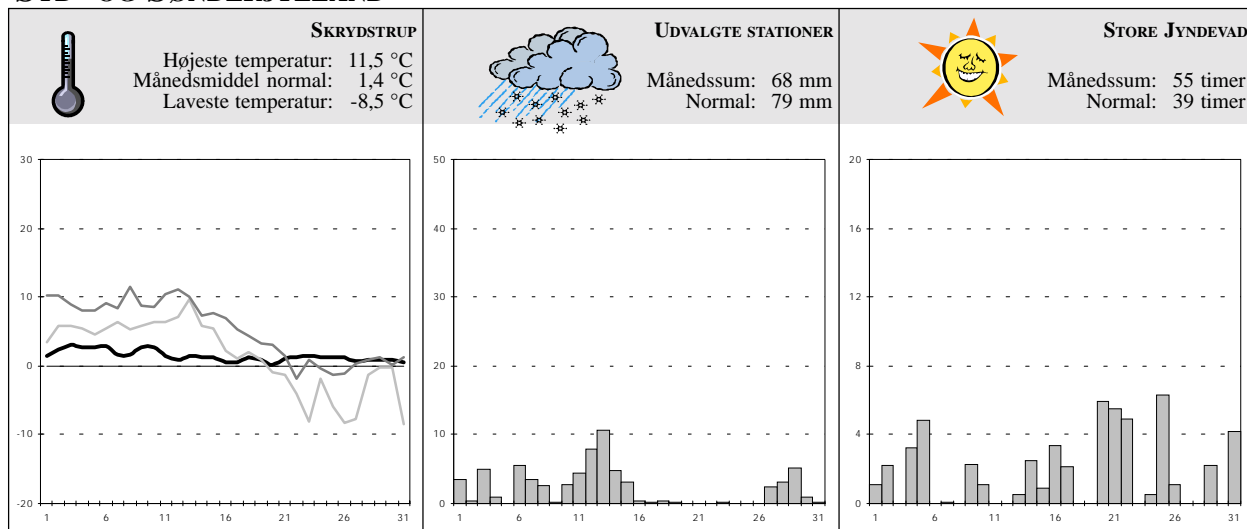 SKRYDSTRUP
Højeste temperatur: 11,5 °C
Månedsmiddel normal: 1,4 °C
Laveste temperatur: -8,5 °C
30
20
10
0
-10
-20
1 6 11 16 21 26 31
UDVALGTE STATIONER
Månedssum: 68 mm
Normal: 79 mm
50
40
30
20
10
0
1 6 11 16 21 26 31
STORE JYNDEVAD
Månedssum: 55 timer
Normal: 39 timer
20
16
12
8
4
0
1 6 11 16 21 26 31